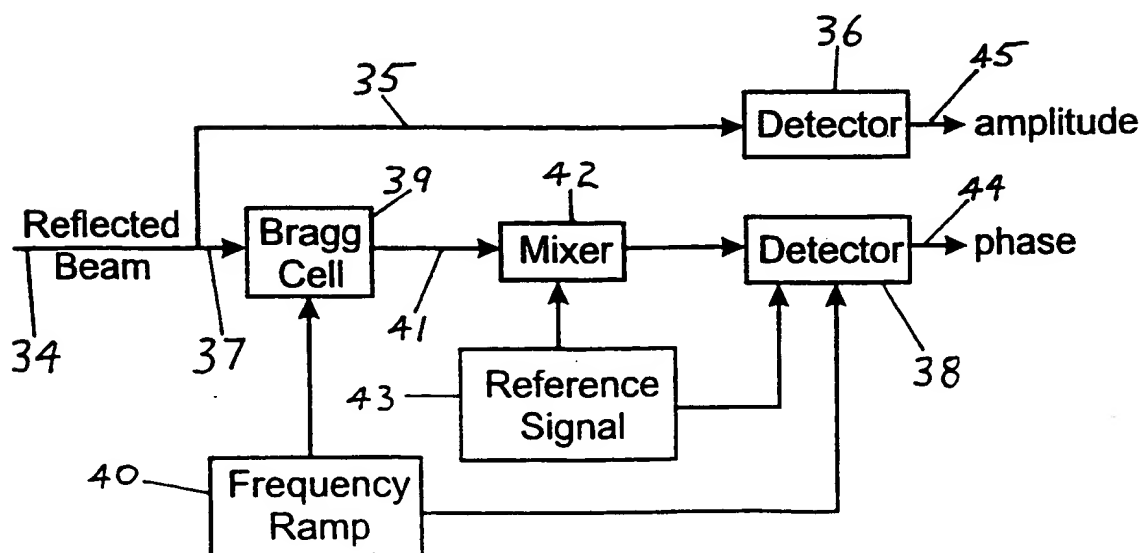 36
45
35
Detector
amplitude
39
42
44
Reflected
Beam
Bragg
Cell
Mixer
Detector
phase
34
37
41
38
43
Reference
Signal
40
Frequency
Ramp